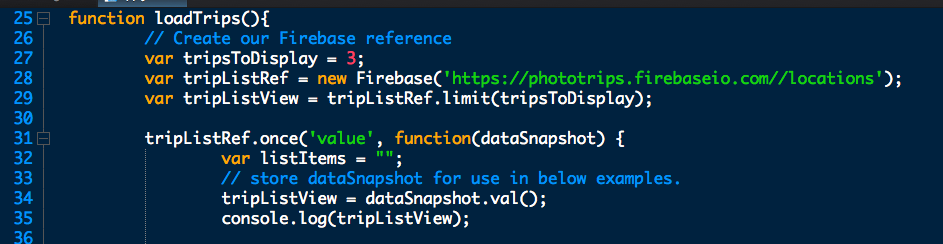 25 function loadTrips(){
26 // Create our Firebase reference
27 var tripsToDisplay = 3;
28 var tripListRef = new Firebase('https://phototrips.firebaseio.com//locations');
29 var tripListView = tripListRef.limit(tripsToDisplay);
30
31 tripListRef.once('value', function(dataSnapshot) {
32 var listItems = "";
33 // store dataSnapshot for use in below examples.
34 tripListView = dataSnapshot.val();
35 console.log(tripListView);
36